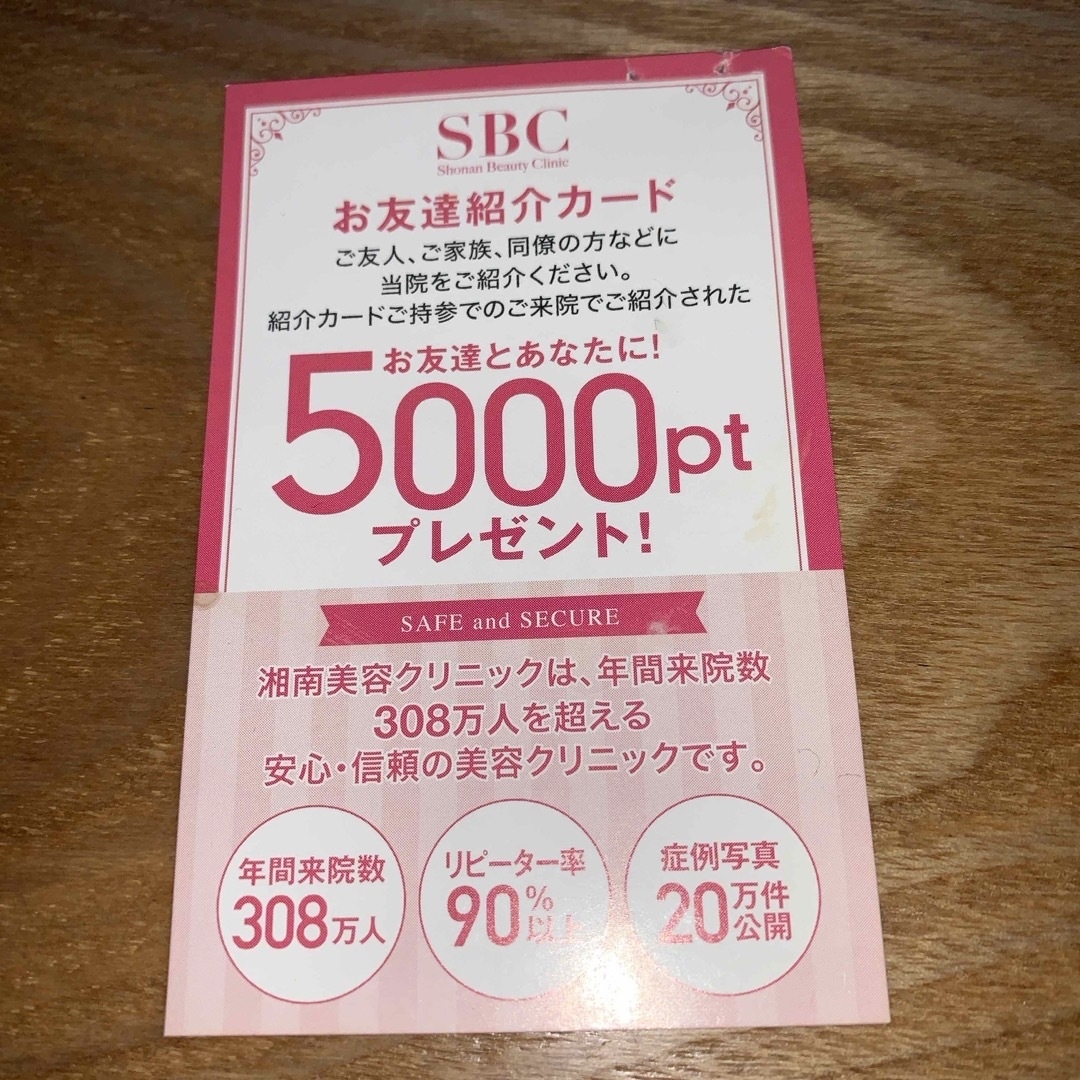 SBC
Shonan Beauty Clinic
お友達紹介カード
ご友人、ご家族、同僚の方などに
当院をご紹介ください。
紹介カードご持参でのご来院でご紹介された
お友達とあなたに!
5000pt
プレゼント!
SAFE and SECURE
湘南美容クリニックは、年間来院数
308万人を超える
安心・信頼の美容クリニックです。
年間来院数
308万人
リピーター率
90%以上
症例写真
20万件公開